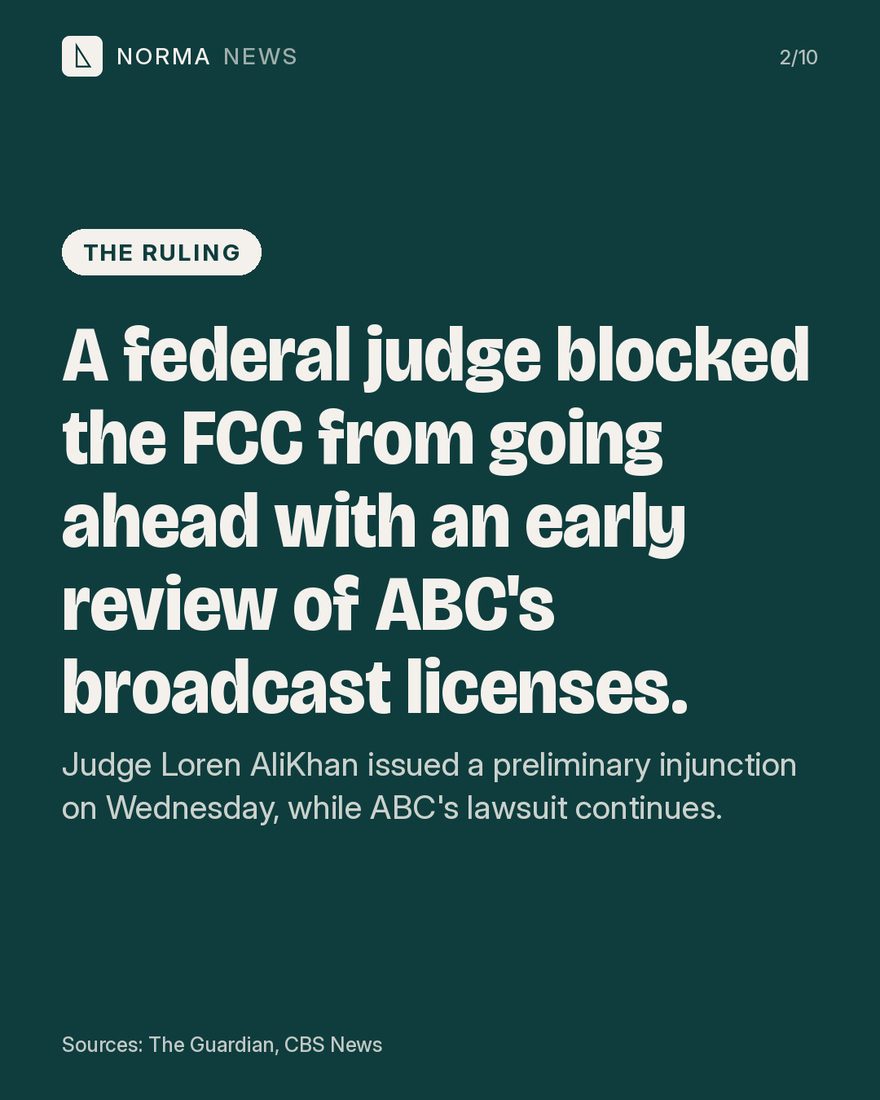 NORMA NEWS
2/10
THE RULING
A federal judge blocked
the FCC from going
ahead with an early
review of ABC's
broadcast licenses.
Judge Loren AliKhan issued a preliminary injunction
on Wednesday, while ABC's lawsuit continues.
Sources: The Guardian, CBS News